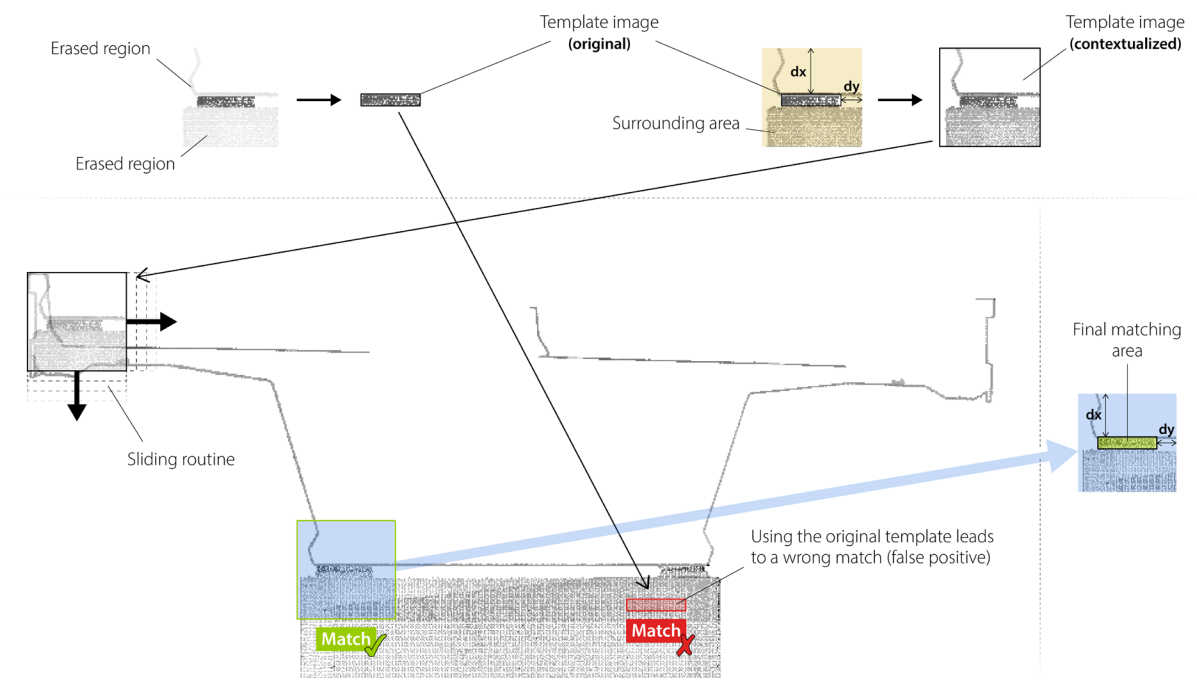 Template image
(original)
Template image
(contextualized)
Erased region
dx
dy
Surrounding area
Erased region
Final matching
area
dx
dy
Sliding routine
Using the original template leads
to a wrong match (false positive)
Match
Match